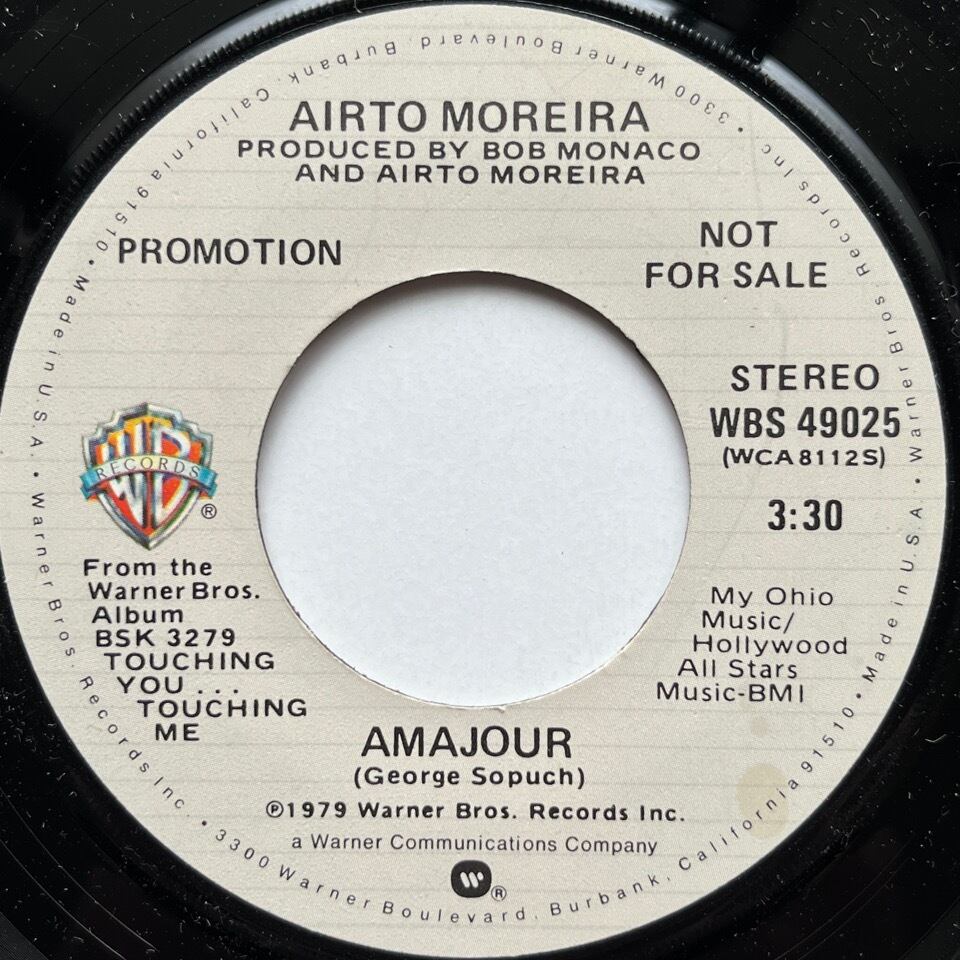 AIRTO MOREIRA
PRODUCED BY BOB MONACO
AND AIRTO MOREIRA
PROMOTION
NOT
FOR SALE
STEREO
WBS 49025
(WCA8112S)
3:30
WB
RECORDS
®
From the
Warner Bros.
Album
BSK 3279
TOUCHING
YOU ...
TOUCHING
ME
My Ohio
Music/
Hollywood
All Stars
Music-BMI
AMAJOUR
(George Sopuch)
℗1979 Warner Bros. Records Inc.
a Warner Communications Company
W®
Warner Bros. Records Inc. • 3300 Warner Boulevard, Burbank, California 91510 • Made in U.S.A. • Warner Bros. Records Inc. • 3300 Warner Boulevard, Burbank, California 91510 • Made in U.S.A. •